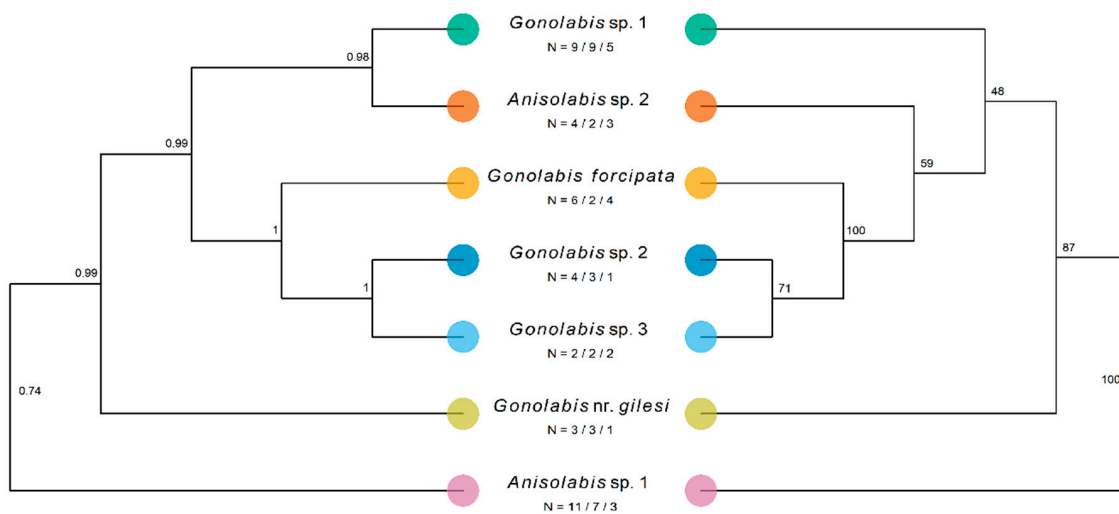 Gonolabis sp. 1
N = 9 / 9 / 5
0.98
48
Anisolabis sp. 2
N = 4 / 2 / 3
0.99
59
Gonolabis forcipata
N = 6 / 2 / 4
1
100
Gonolabis sp. 2
N = 4 / 3 / 1
0.99
87
1
71
Gonolabis sp. 3
N = 2 / 2 / 2
0.74
100
Gonolabis nr. gilesi
N = 3 / 3 / 1
Anisolabis sp. 1
N = 11 / 7 / 3